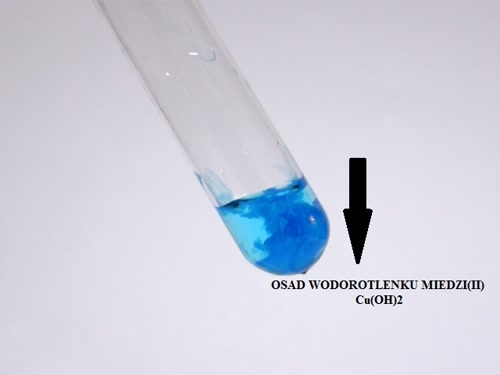 OSAD WODOROTLENKU MIEDZI(II)
Cu(OH)2